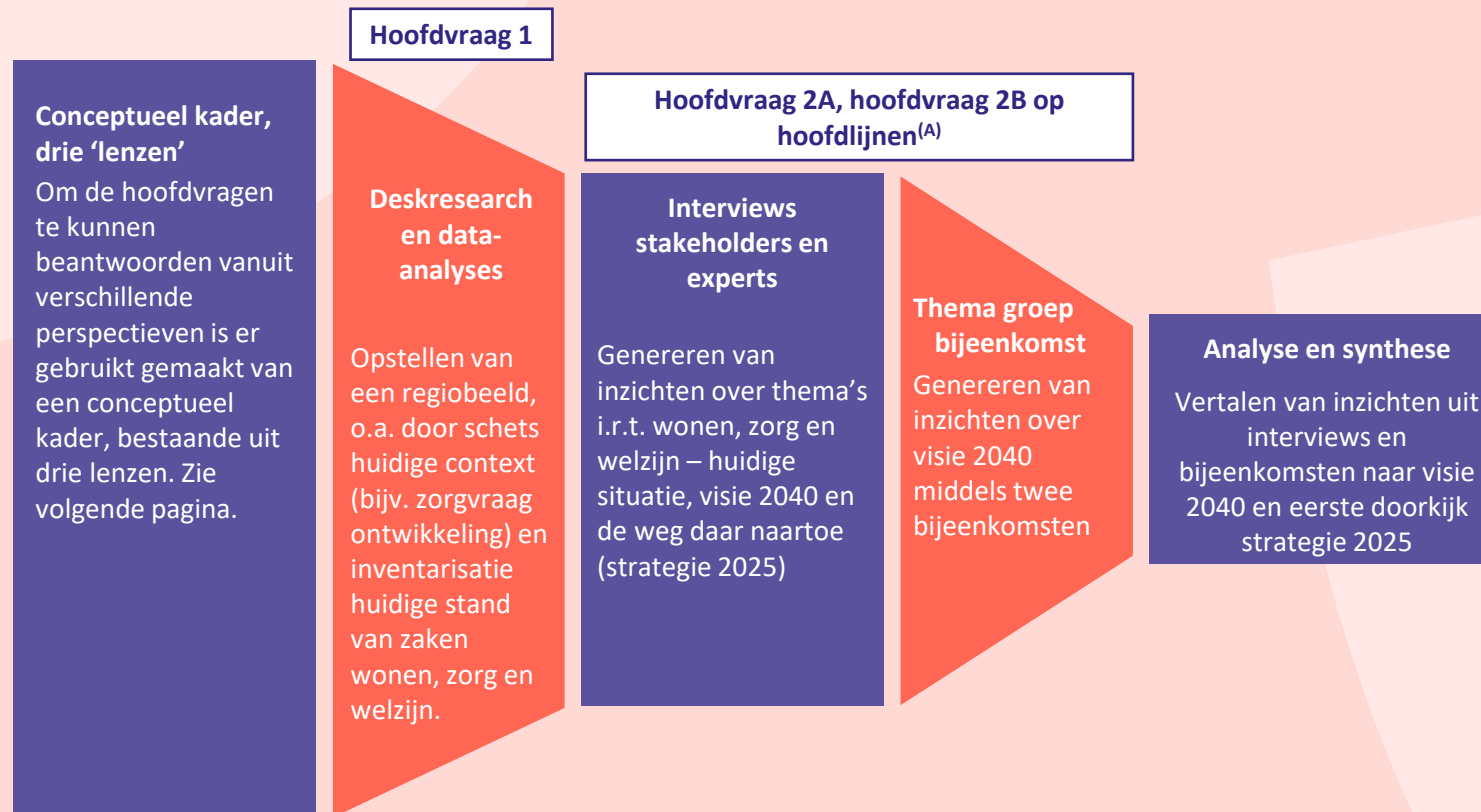 Hoofdvraag 1
Conceptueel kader,
drie ‘lenzen’
Om de hoofdvragen
te kunnen
beantwoorden vanuit
verschillende
perspectieven is er
gebruikt gemaakt van
een conceptueel
kader, bestaande uit
drie lenzen. Zie
volgende pagina.
Deskresearch
en data-
analyses
Opstellen van
een regiobeeld,
o.a. door schets
huidige context
(bijv. zorgvraag
ontwikkeling) en
inventarisatie
huidige stand
van zaken
wonen, zorg en
welzijn.
Hoofdvraag 2A, hoofdvraag 2B op
hoofdlijnen(A)
Interviews
stakeholders en
experts
Genereren van
inzichten over thema’s
i.r.t. wonen, zorg en
welzijn – huidige
situatie, visie 2040 en
de weg daar naartoe
(strategie 2025)
Thema groep
bijeenkomst
Genereren van
inzichten over
visie 2040
middels twee
bijeenkomsten
Analyse en synthese
Vertalen van inzichten uit
interviews en
bijeenkomsten naar visie
2040 en eerste doorkijk
strategie 2025